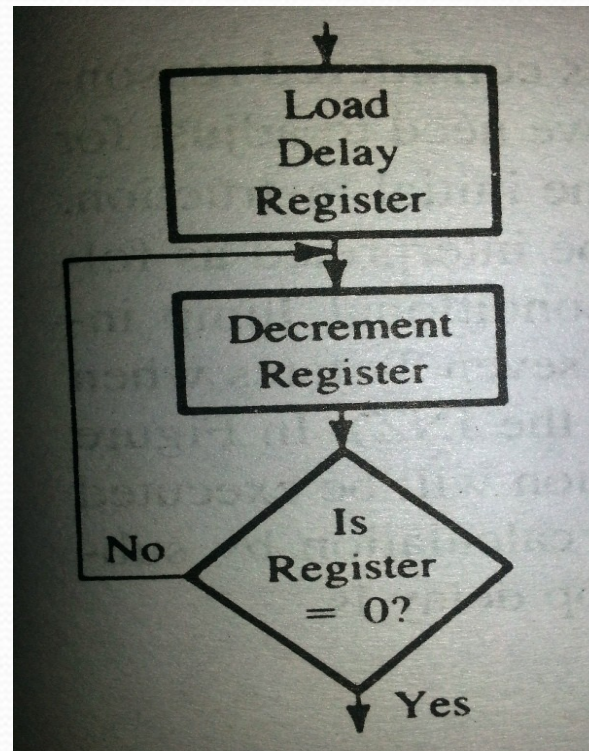 Load
Delay
Register
Decrement
Register
No
Is
Register
= 0?
Yes